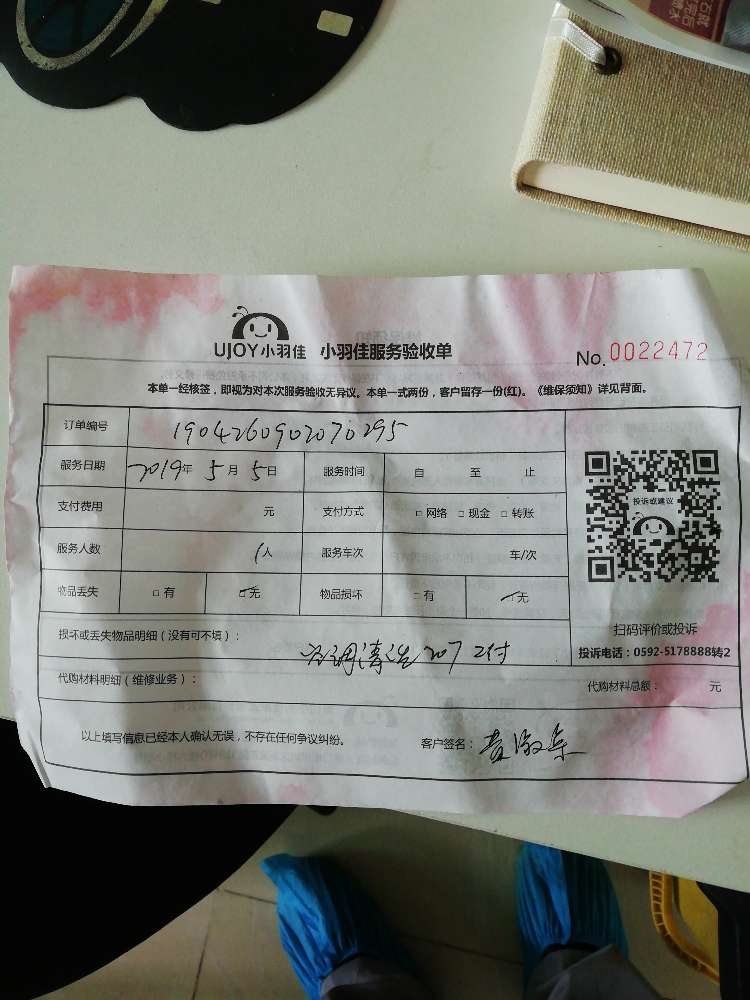 UJOY小羽佳 小羽佳服务验收单
No.0022472
本单一经核签，即视为对本次服务验收无异议。本单一式两份，客户留存一份(红)。《维保须知》详见背面。
订单编号 1904260902070295
服务日期 2019年 5月 5日 服务时间 自 至 止
投诉或建议
支付费用 元 支付方式 □网络 □现金 □转账
服务人数 1人 服务车次 车/次
物品丢失 □有 □无 物品损坏 □有 □无
扫码评价或投诉
损坏或丢失物品明细（没有可不填）：
投诉电话：0592-5178888转2
空调清洗207 2付
代购材料明细（维修业务）： 代购材料总额： 元
以上填写信息已经本人确认无误，不存在任何争议纠纷。 客户签名：